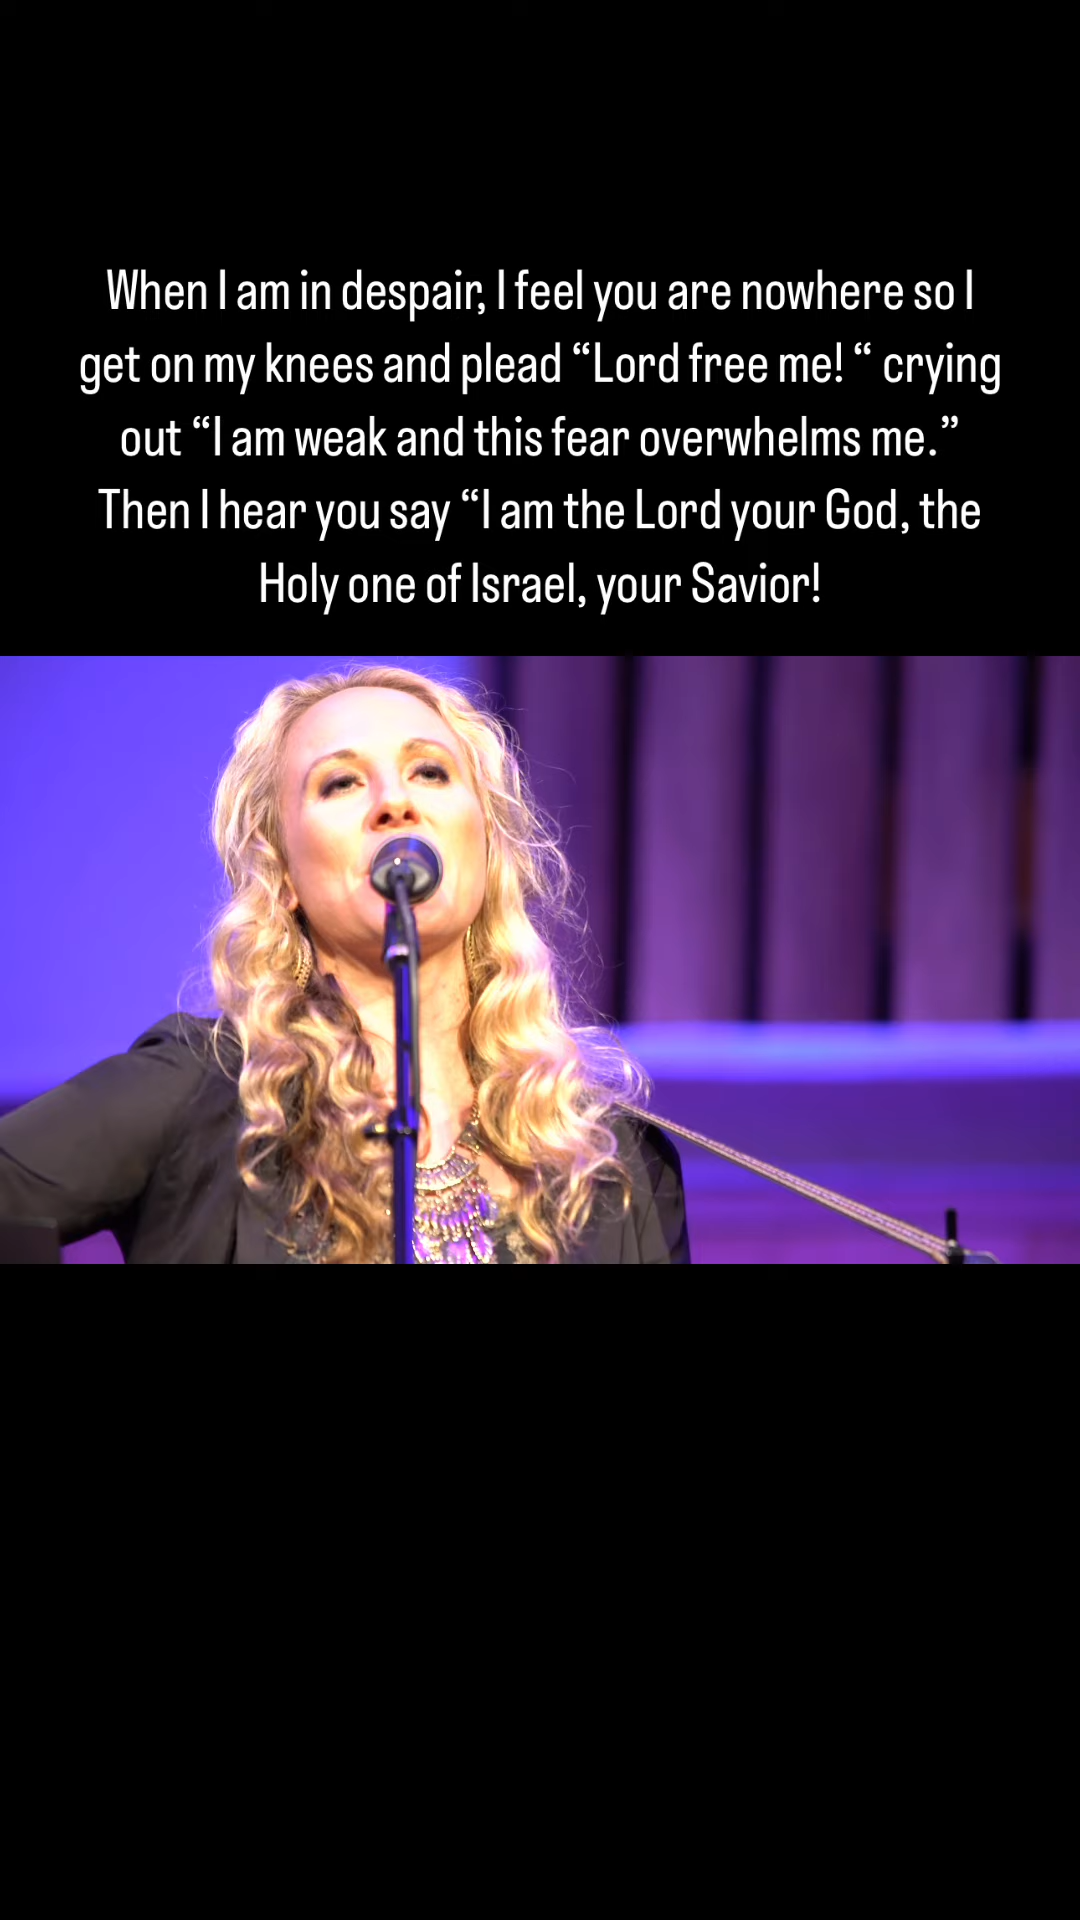 When I am in despair, I feel you are nowhere so I
get on my knees and plead “Lord free me! “ crying
out “I am weak and this fear overwhelms me.”
Then I hear you say “I am the Lord your God, the
Holy one of Israel, your Savior!